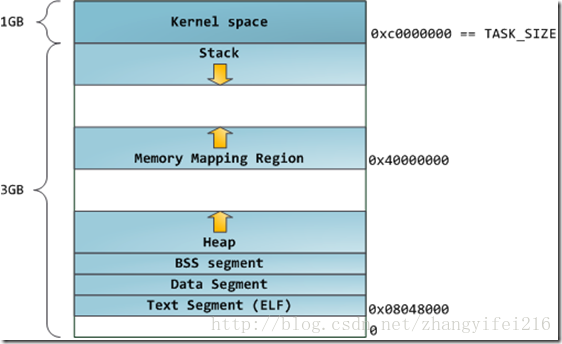 1GB
Kernel space
0xc0000000 == TASK_SIZE
Stack
Memory Mapping Region
0x40000000
3GB
Heap
BSS segment
Data Segment
Text Segment (ELF)
0x08048000
http://blog.csdn.net/zhangyifei216
0